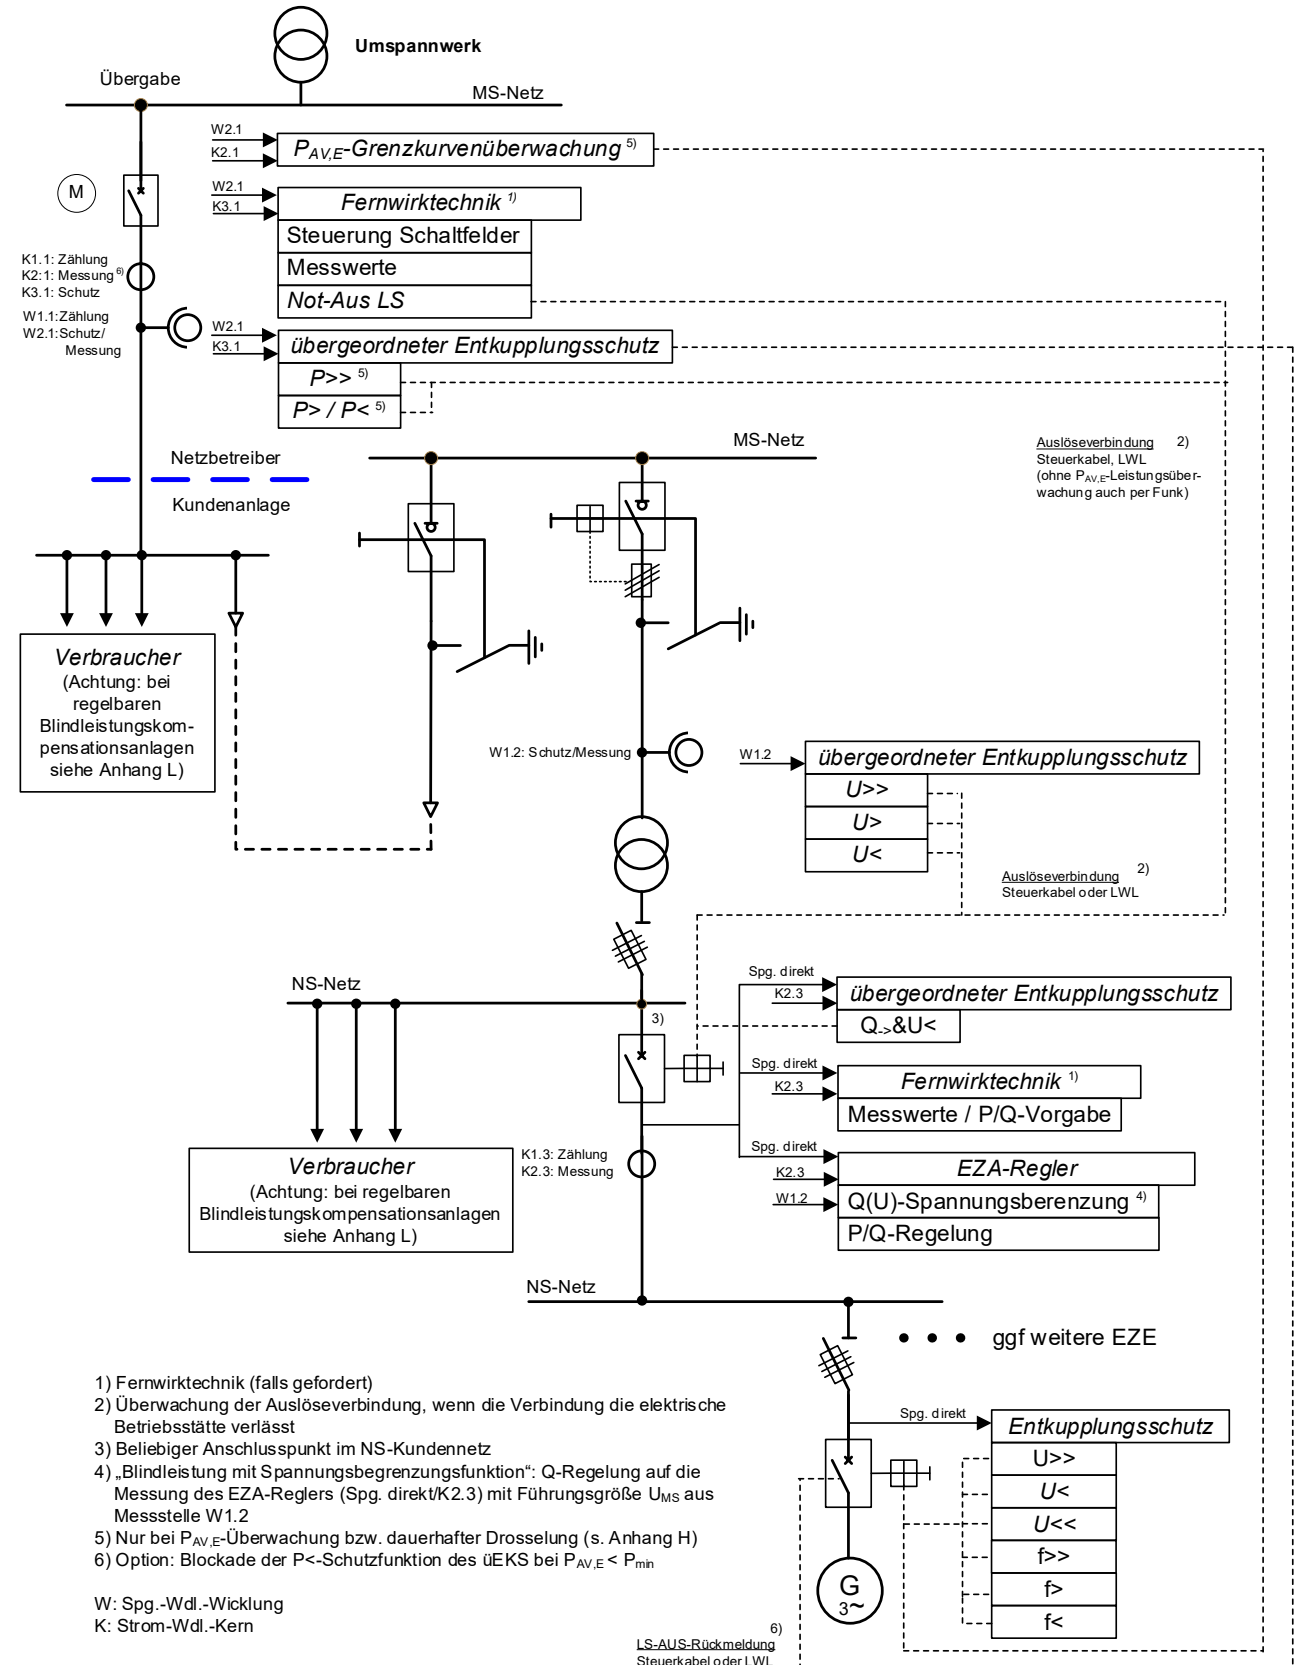 Umspannwerk
Übergabe
MS-Netz
W2.1
K2.1
P_AV,E-Grenzkurvenüberwachung 5)
M
W2.1
K3.1
Fernwirktechnik 1)
Steuerung Schaltfelder
Messwerte
Not-Aus LS
K1.1: Zählung
K2:1: Messung 6)
K3.1: Schutz
W1.1:Zählung
W2.1:Schutz/
Messung
W2.1
K3.1
übergeordneter Entkupplungsschutz
P>> 5)
P> / P< 5)
MS-Netz
Auslöseverbindung 2)
Steuerkabel, LWL
(ohne P_AV,E-Leistungsüber-
wachung auch per Funk)
Netzbetreiber
Kundenanlage
Verbraucher
(Achtung: bei
regelbaren
Blindleistungskom-
pensationsanlagen
siehe Anhang L)
W1.2: Schutz/Messung
W1.2
übergeordneter Entkupplungsschutz
U>>
U>
U<
Auslöseverbindung 2)
Steuerkabel oder LWL
NS-Netz
3)
Spg. direkt
K2.3
übergeordneter Entkupplungsschutz
Q->&U<
Spg. direkt
K2.3
Fernwirktechnik 1)
Messwerte / P/Q-Vorgabe
Spg. direkt
K2.3
W1.2
EZA-Regler
Q(U)-Spannungsberenzung 4)
P/Q-Regelung
K1.3: Zählung
K2.3: Messung
Verbraucher
(Achtung: bei regelbaren
Blindleistungskompensationsanlagen
siehe Anhang L)
NS-Netz
• • • ggf weitere EZE
Spg. direkt
Entkupplungsschutz
U>>
U<
U<<
f>>
f>
f<
G
3~
1) Fernwirktechnik (falls gefordert)
2) Überwachung der Auslöseverbindung, wenn die Verbindung die elektrische
Betriebsstätte verlässt
3) Beliebiger Anschlusspunkt im NS-Kundennetz
4) „Blindleistung mit Spannungsbegrenzungsfunktion“: Q-Regelung auf die
Messung des EZA-Reglers (Spg. direkt/K2.3) mit Führungsgröße U_MS aus
Messstelle W1.2
5) Nur bei P_AV,E-Überwachung bzw. dauerhafter Drosselung (s. Anhang H)
6) Option: Blockade der P<-Schutzfunktion des üEKS bei P_AV,E < P_min
W: Spg.-Wdl.-Wicklung
K: Strom-Wdl.-Kern
6)
LS-AUS-Rückmeldung
Steuerkabel oder LWL